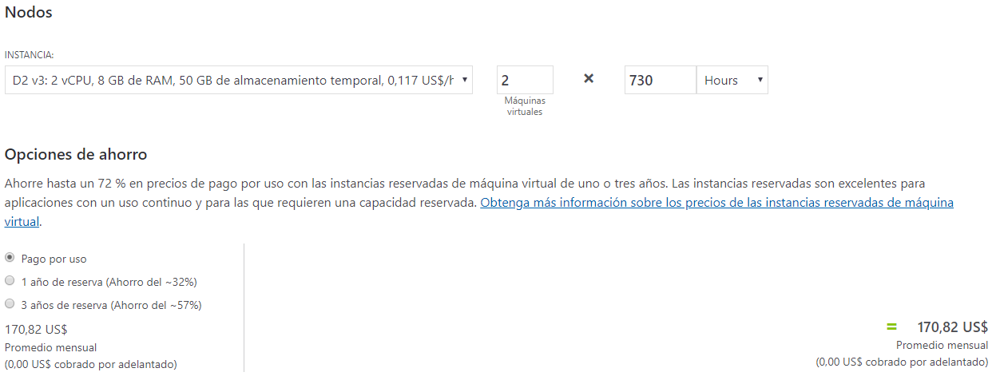 Nodos
INSTANCIA:
D2 v3: 2 vCPU, 8 GB de RAM, 50 GB de almacenamiento temporal, 0,117 US$/h
2
×
730
Hours
Máquinas
virtuales
Opciones de ahorro
Ahorre hasta un 72 % en precios de pago por uso con las instancias reservadas de máquina virtual de uno o tres años. Las instancias reservadas son excelentes para
aplicaciones con un uso continuo y para las que requieren una capacidad reservada. Obtenga más información sobre los precios de las instancias reservadas de máquina
virtual.
Pago por uso
1 año de reserva (Ahorro del ~32%)
3 años de reserva (Ahorro del ~57%)
170,82 US$
Promedio mensual
(0,00 US$ cobrado por adelantado)
= 170,82 US$
Promedio mensual
(0,00 US$ cobrado por adelantado)